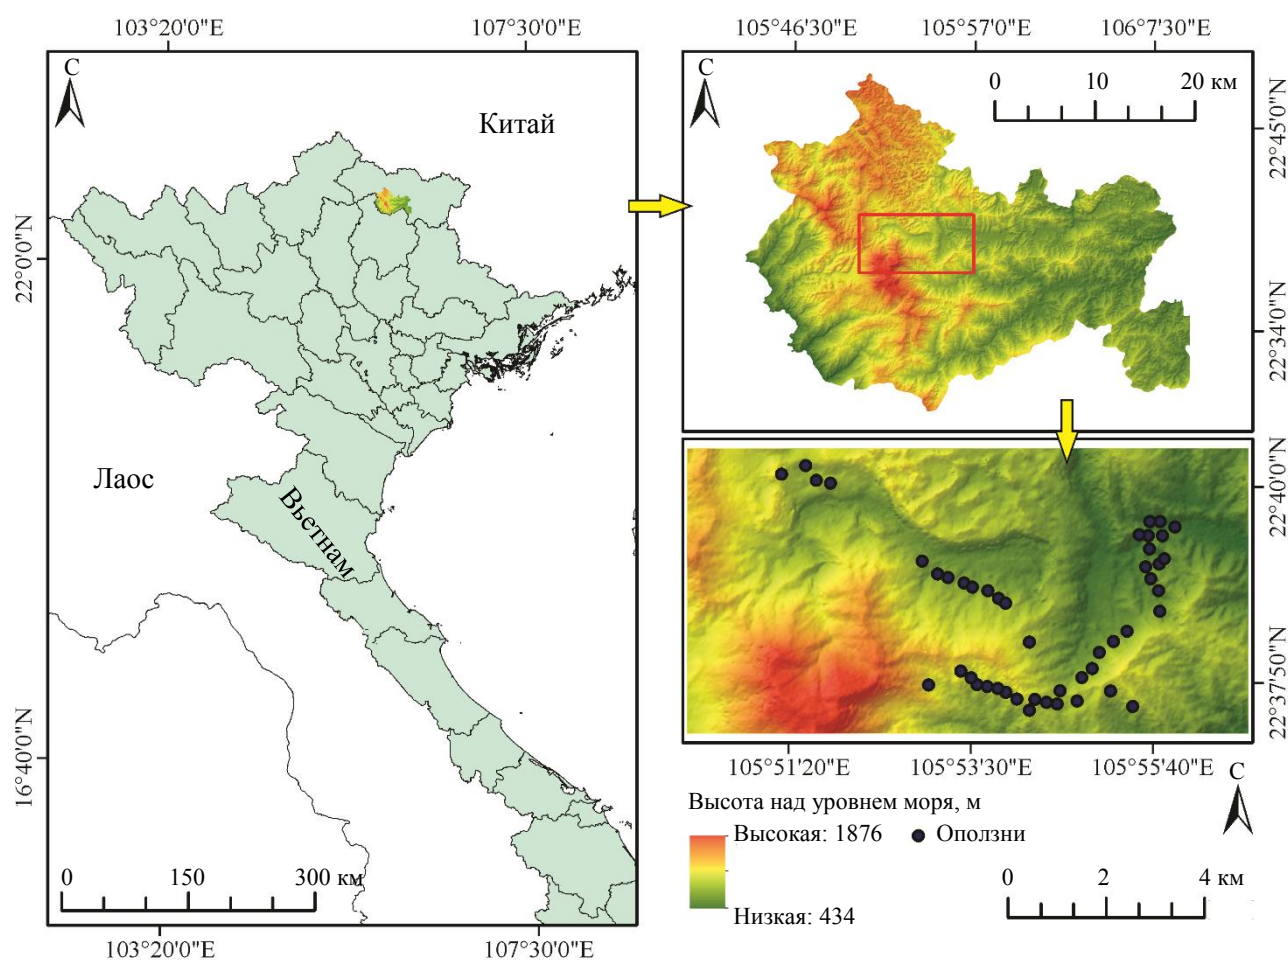 103°20'0"E
107°30'0"E
С
Китай
22°0'0"N
Лаос
Вьетнам
16°40'0"N
0
150
300 км
103°20'0"E
107°30'0"E
105°46'30"E
105°57'0"E
106°7'30"E
С
0
10
20 км
22°45'0"N
22°34'0"N
22°40'0"N
22°37'50"N
105°51'20"E
105°53'30"E
105°55'40"E
С
Высота над уровнем моря, м
Высокая: 1876
Оползни
Низкая: 434
0
2
4 км